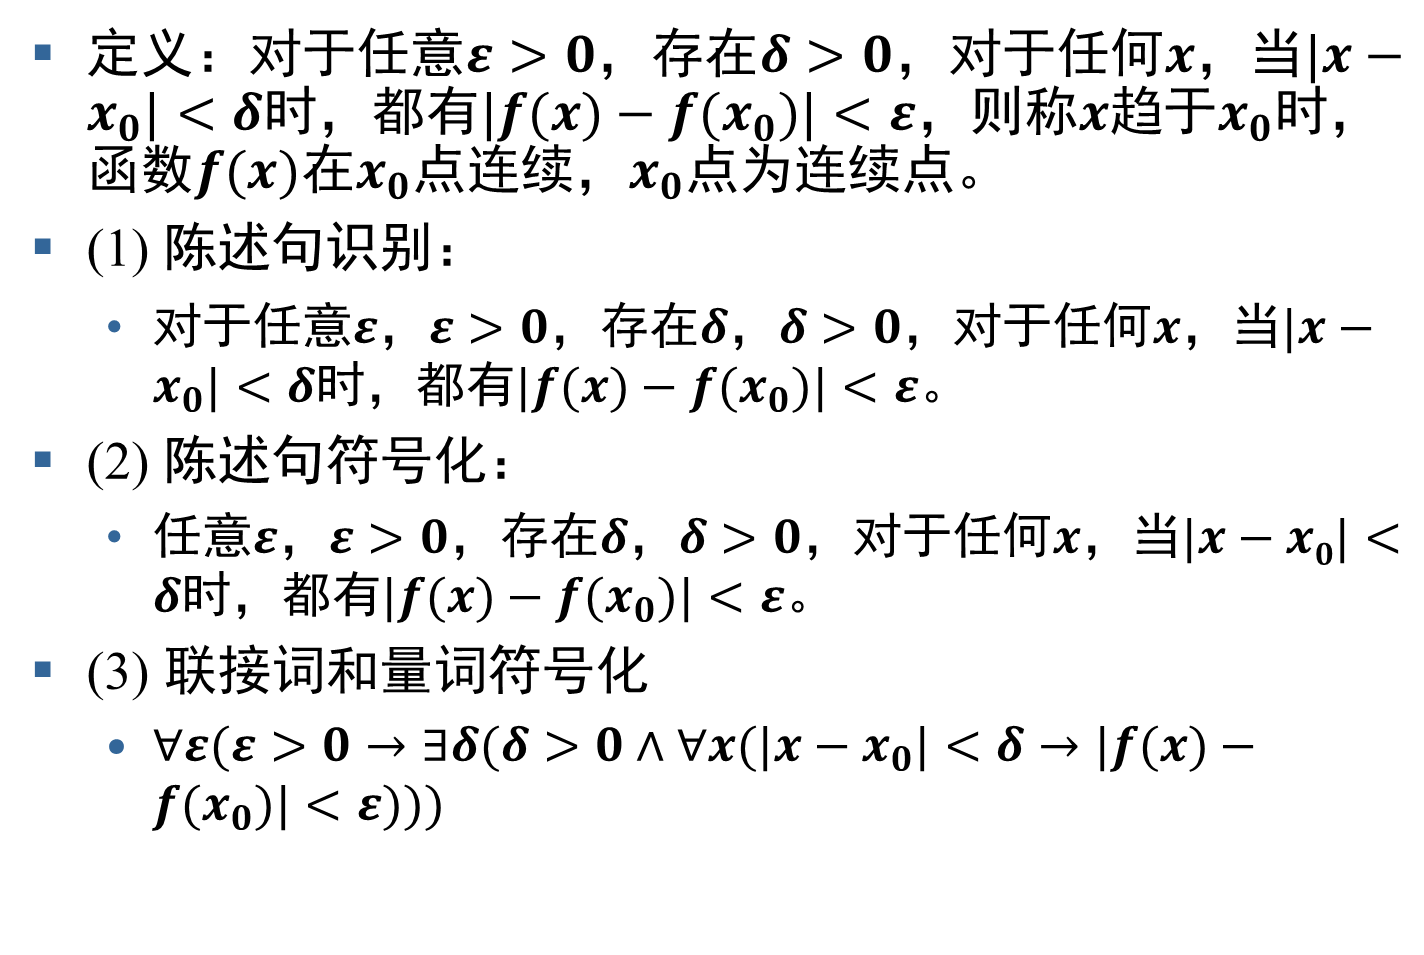 ▪ 定义：对于任意𝜺 > 𝟎，存在𝜹 > 𝟎，对于任何𝒙，当|𝒙 −
𝒙₀| < 𝜹时，都有|𝒇(𝒙) − 𝒇(𝒙₀)| < 𝜺，则称𝒙趋于𝒙₀时，
函数𝒇(𝒙)在𝒙₀点连续，𝒙₀点为连续点。
▪ (1) 陈述句识别：
• 对于任意𝜺，𝜺 > 𝟎，存在𝜹，𝜹 > 𝟎，对于任何𝒙，当|𝒙 −
𝒙₀| < 𝜹时，都有|𝒇(𝒙) − 𝒇(𝒙₀)| < 𝜺。
▪ (2) 陈述句符号化：
• 任意𝜺，𝜺 > 𝟎，存在𝜹，𝜹 > 𝟎，对于任何𝒙，当|𝒙 − 𝒙₀| <
𝜹时，都有|𝒇(𝒙) − 𝒇(𝒙₀)| < 𝜺。
▪ (3) 联接词和量词符号化
• ∀𝜺(𝜺 > 𝟎 → ∃𝜹(𝜹 > 𝟎 ∧ ∀𝒙(|𝒙 − 𝒙₀| < 𝜹 → |𝒇(𝒙) −
𝒇(𝒙₀)| < 𝜺)))